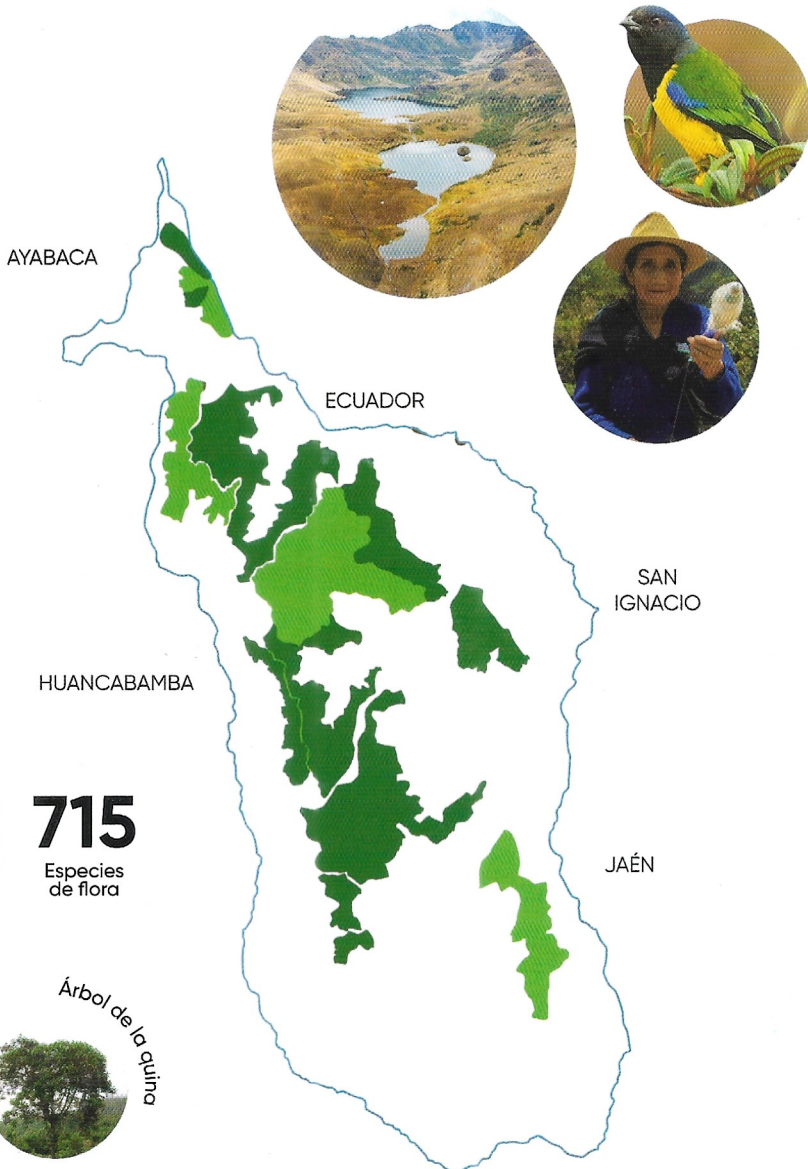 AYABACA
ECUADOR
SAN
IGNACIO
HUANCABAMBA
715
Especies
de flora
JAÉN
Árbol de la quina